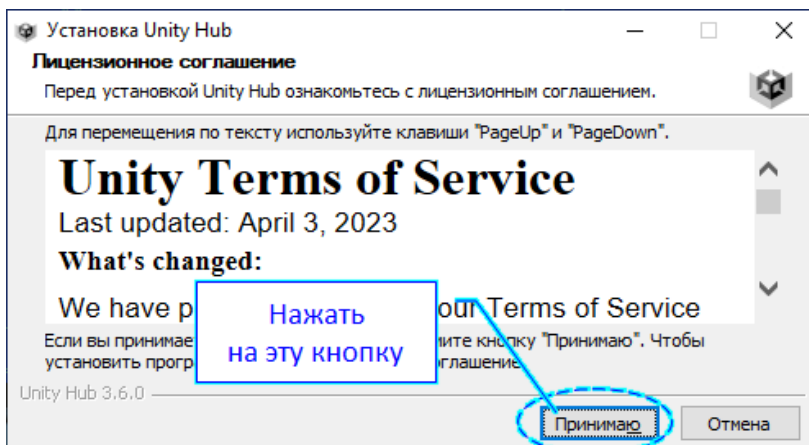 Установка Unity Hub
Лицензионное соглашение
Перед установкой Unity Hub ознакомьтесь с лицензионным соглашением.
Для перемещения по тексту используйте клавиши "PageUp" и "PageDown".
Unity Terms of Service
Last updated: April 3, 2023
What's changed:
We have p our Terms of Service
Нажать
на эту кнопку
Если вы принимае ите кнопку "Принимаю". Чтобы
установить прогр глашение
Unity Hub 3.6.0
Принимаю Отмена